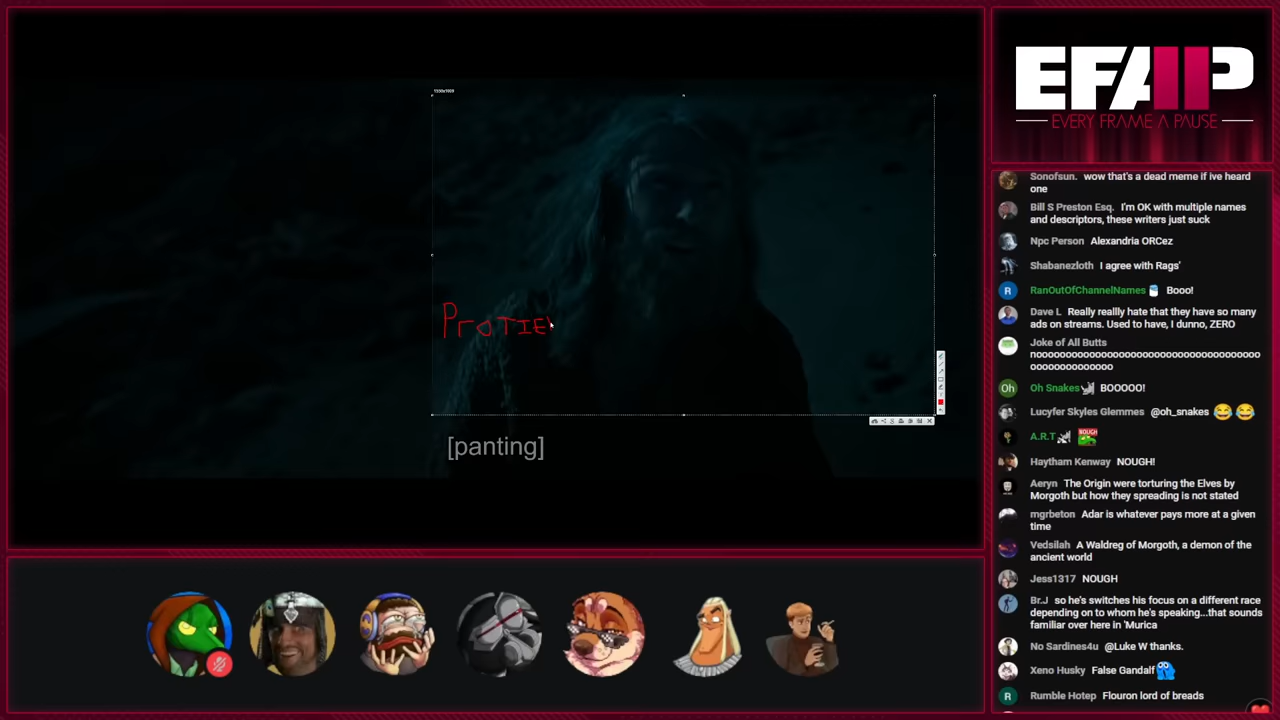 ProTIE
[panting]
EFAP
EVERY FRAME A PAUSE
Sonofsun. wow that's a dead meme if ive heard
one
Bill S Preston Esq. I'm OK with multiple names
and descriptors, these writers just suck
Npc Person Alexandria ORCez
Shabanezloth I agree with Rags'
R RanOutOfChannelNames Booo!
Dave L Really reallly hate that they have so many
ads on streams. Used to have, I dunno, ZERO
Joke of All Butts
nooooooooooooooooooooooooooooooooooooooo
oooooooooooooo
Oh Oh Snakes BOOOOO!
Lucyfer Skyles Glemmes @oh_snakes
A.R.T ROUGH
Haytham Kenway NOUGH!
Aeryn The Origin were torturing the Elves by
Morgoth but how they spreading is not stated
mgrbeton Adar is whatever pays more at a given
time
Vedsilah A Waldreg of Morgoth, a demon of the
ancient world
Jess1317 NOUGH
Br.J so he's switches his focus on a different race
depending on to whom he's speaking...that sounds
familiar over here in 'Murica
No Sardines4u @Luke W thanks.
Xeno Husky False Gandalf
R Rumble Hotep Flouron lord of breads